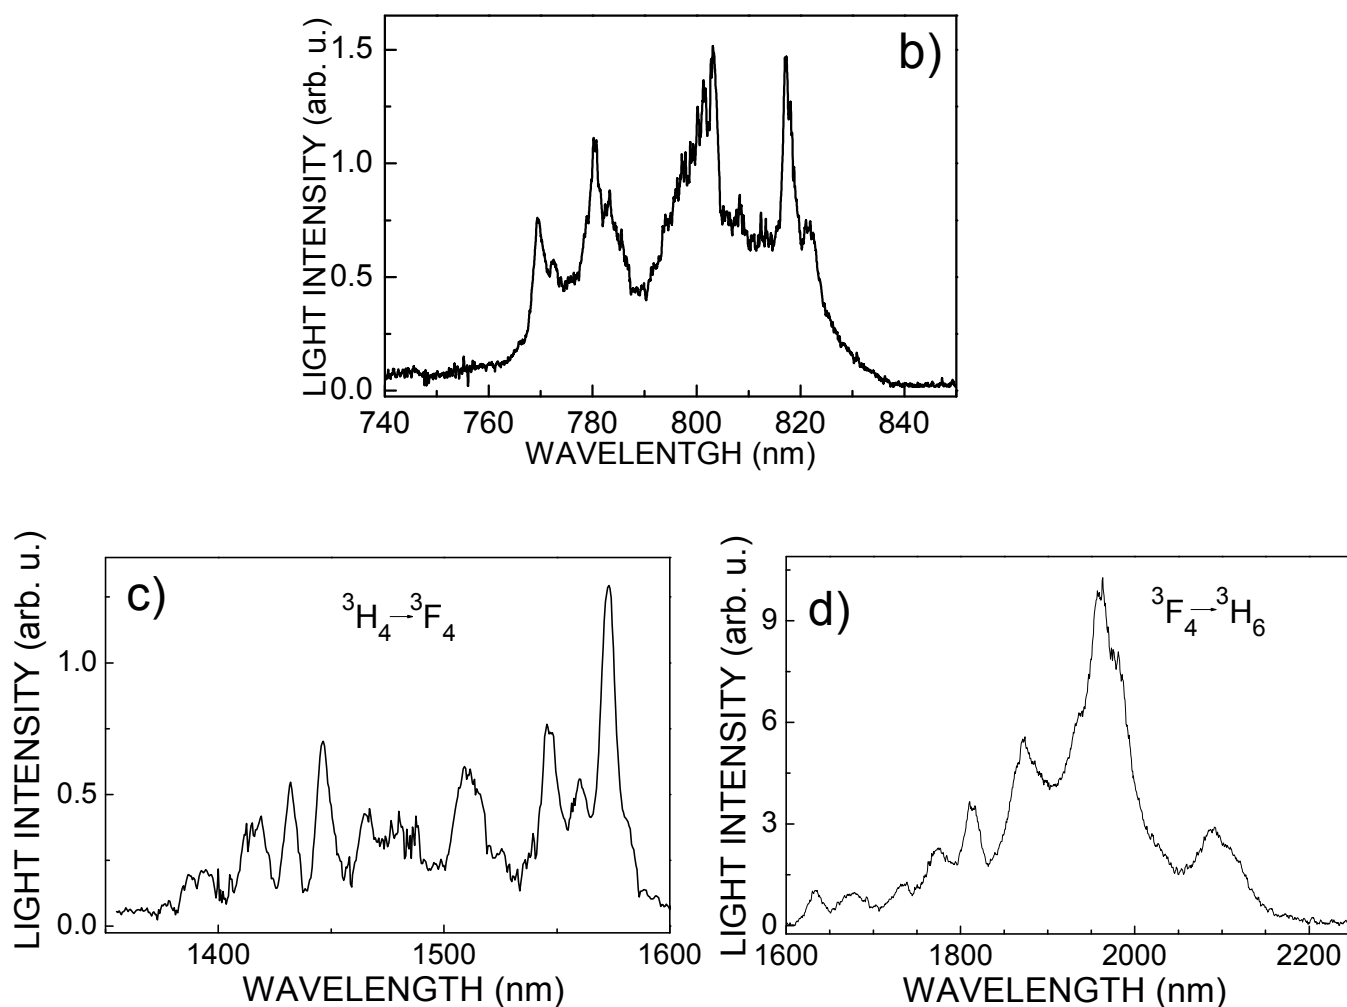 b)
LIGHT INTENSITY (arb. u.)
1.5
1.0
0.5
0.0
740 760 780 800 820 840
WAVELENTGH (nm)
c)
³H₄→³F₄
LIGHT INTENSITY (arb. u.)
1.0
0.5
0.0
1400 1500 1600
WAVELENGTH (nm)
d)
³F₄→³H₆
LIGHT INTENSITY (arb. u.)
9
6
3
0
1600 1800 2000 2200
WAVELENGTH (nm)